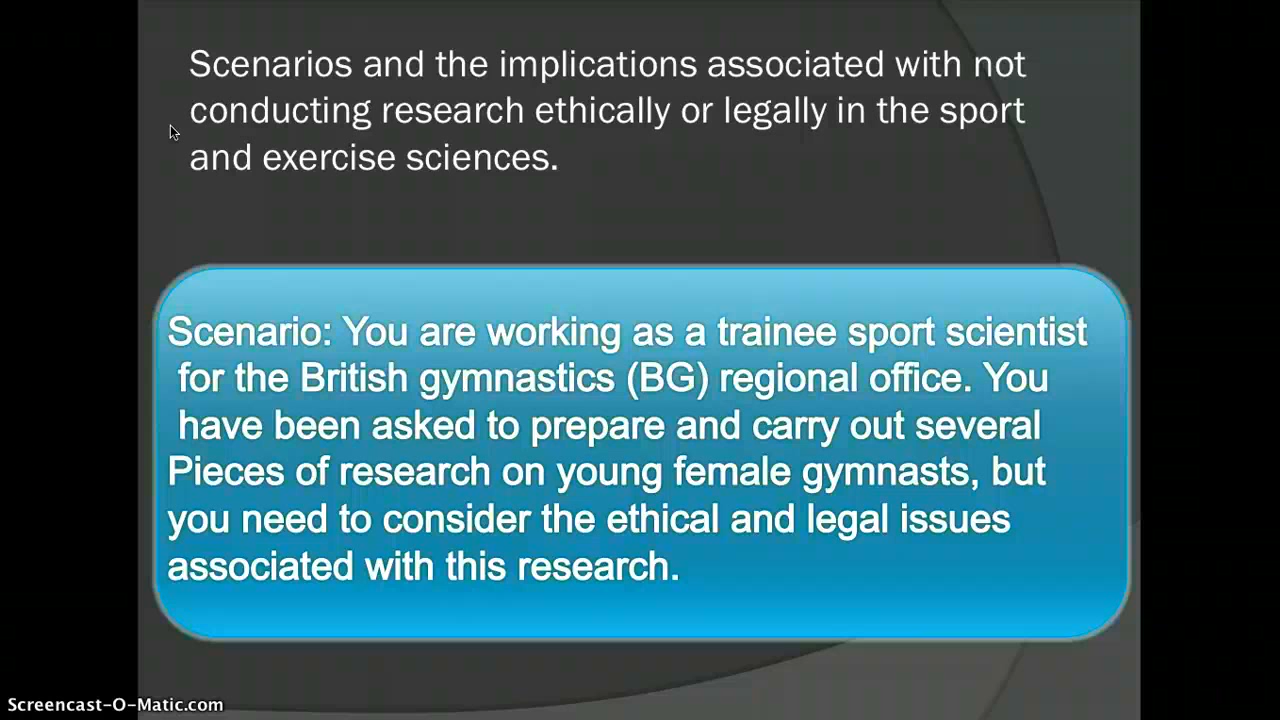 Scenarios and the implications associated with not
conducting research ethically or legally in the sport
and exercise sciences.
Scenario: You are working as a trainee sport scientist
for the British gymnastics (BG) regional office. You
have been asked to prepare and carry out several
Pieces of research on young female gymnasts, but
you need to consider the ethical and legal issues
associated with this research.
Screencast-O-Matic.com